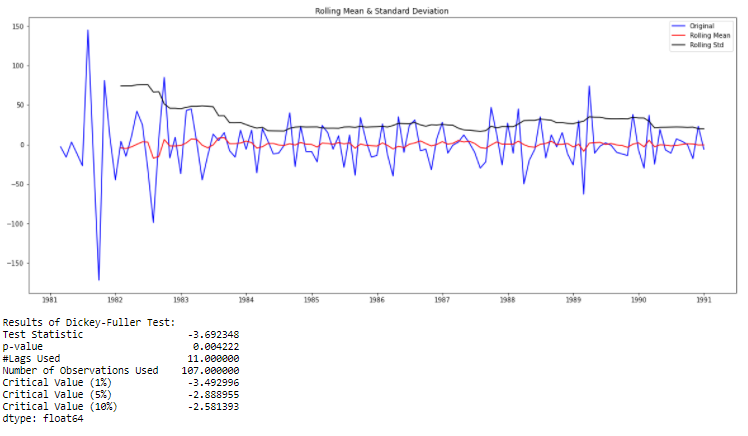 Rolling Mean & Standard Deviation
Original
Rolling Mean
Rolling Std
150
100
50
0
−50
−100
−150
1981 1982 1983 1984 1985 1986 1987 1988 1989 1990 1991
Results of Dickey-Fuller Test:
Test Statistic -3.692348
p-value 0.004222
#Lags Used 11.000000
Number of Observations Used 107.000000
Critical Value (1%) -3.492996
Critical Value (5%) -2.888955
Critical Value (10%) -2.581393
dtype: float64